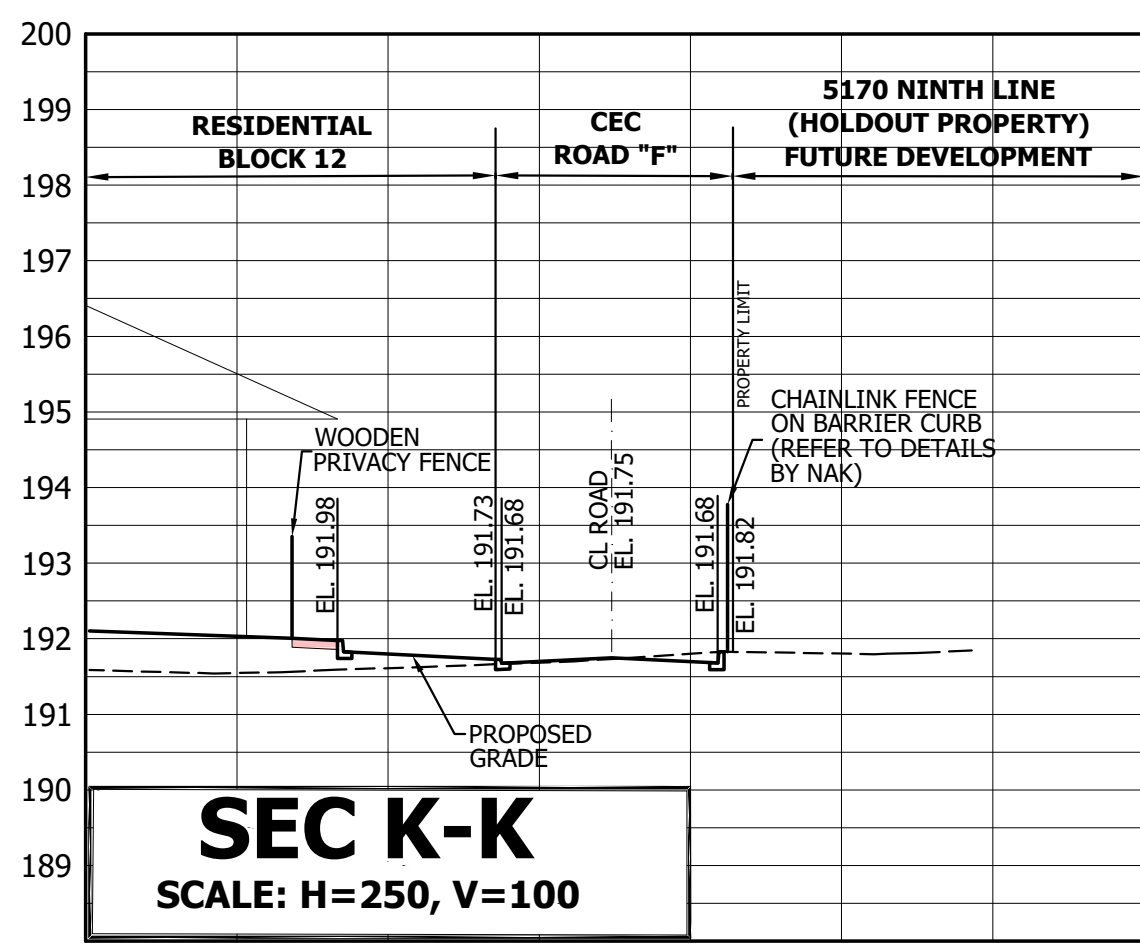 200
199
198
197
196
195
194
193
192
191
190
189
RESIDENTIAL
BLOCK 12
CEC
ROAD "F"
5170 NINTH LINE
(HOLDOUT PROPERTY)
FUTURE DEVELOPMENT
PROPERTY LIMIT
WOODEN
PRIVACY FENCE
CHAINLINK FENCE
ON BARRIER CURB
(REFER TO DETAILS
BY NAK)
EL. 191.98
EL. 191.73
EL. 191.68
CL ROAD
EL. 191.75
EL. 191.68
EL. 191.82
PROPOSED
GRADE
SEC K-K
SCALE: H=250, V=100